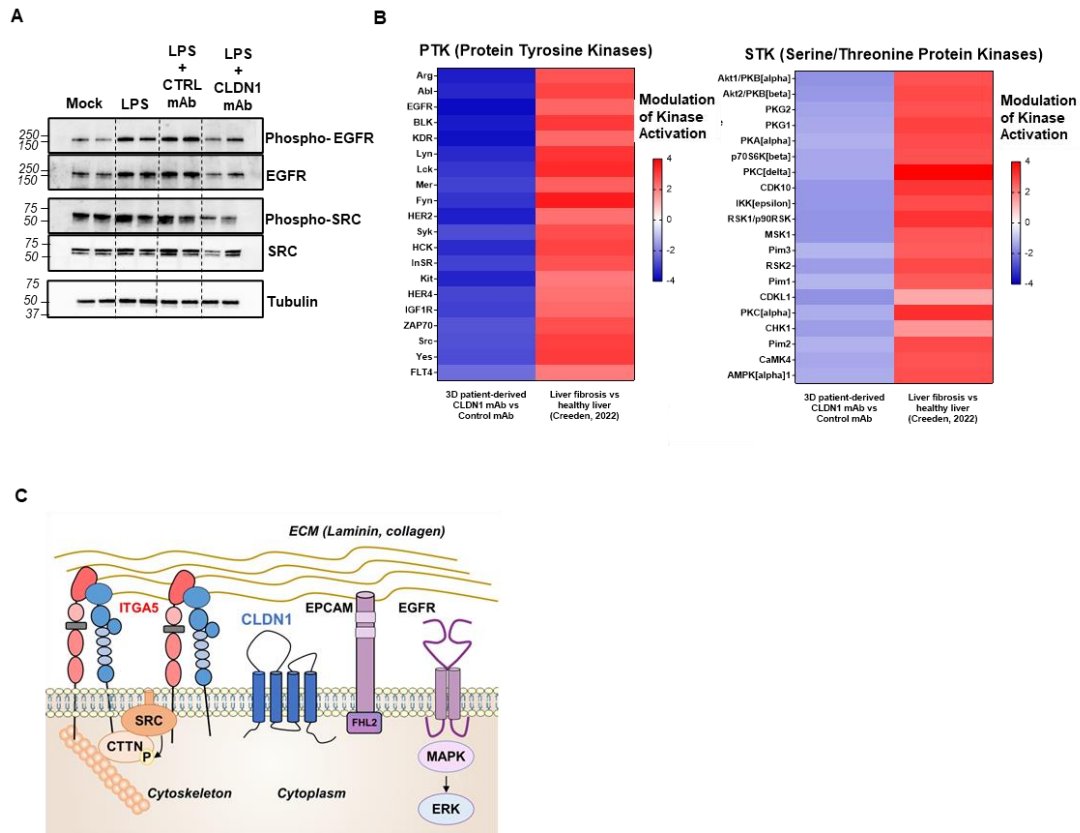 A
Mock
LPS
LPS
+
CTRL
mAb
LPS
+
CLDN1
mAb
250
150
Phospho-EGFR
250
150
EGFR
75
50
Phospho-SRC
75
50
SRC
75
50
37
Tubulin
B
PTK (Protein Tyrosine Kinases)
Arg
Abl
EGFR
BLK
KDR
Lyn
Lck
Mer
Fyn
HER2
Syk
HCK
InSR
Kit
HER4
IGF1R
ZAP70
Src
Yes
FLT4
3D patient-derived
CLDN1 mAb vs
Control mAb
Liver fibrosis vs
healthy liver
(Creeden, 2022)
Modulation
of Kinase
Activation
4
2
0
-2
-4
STK (Serine/Threonine Protein Kinases)
Akt1/PKB[alpha]
Akt2/PKB[beta]
PKG2
PKG1
PKA[alpha]
p70S6K[beta]
PKC[delta]
CDK10
IKK[epsilon]
RSK1/p90RSK
MSK1
Pim3
RSK2
Pim1
CDKL1
PKC[alpha]
CHK1
Pim2
CaMK4
AMPK[alpha]1
3D patient-derived
CLDN1 mAb vs
Control mAb
Liver fibrosis vs
healthy liver
(Creeden, 2022)
Modulation
of Kinase
Activation
4
2
0
-2
-4
C
ECM (Laminin, collagen)
ITGA5
CLDN1
EPCAM
EGFR
SRC
CTTN
P
FHL2
MAPK
ERK
Cytoskeleton
Cytoplasm